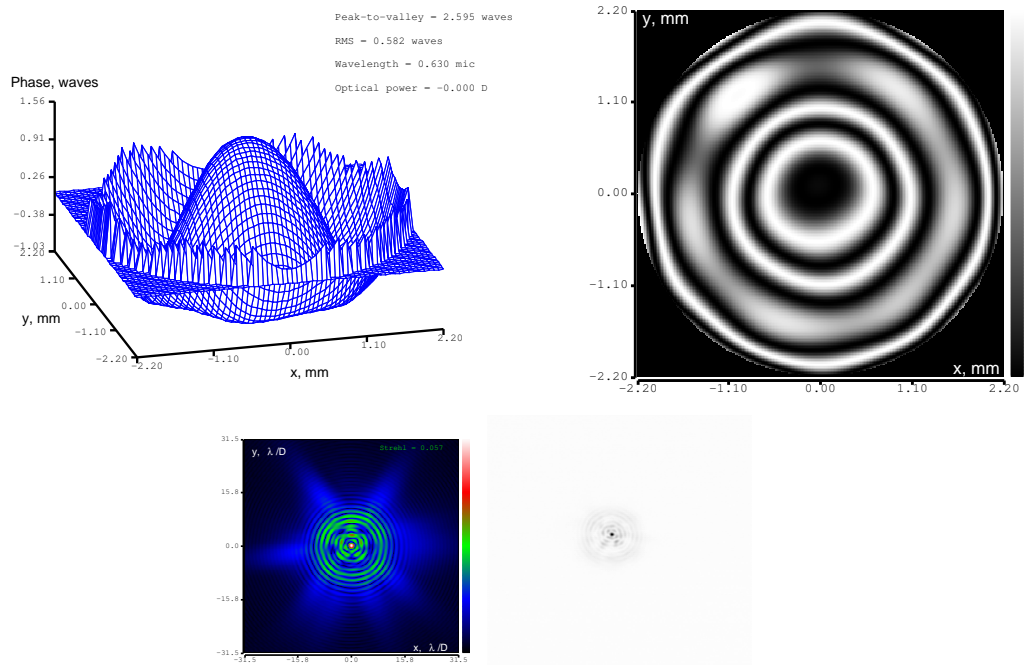 Peak-to-valley = 2.595 waves
RMS = 0.582 waves
Wavelength = 0.630 mic
Optical power = -0.000 D
Phase, waves
1.56
0.91
0.26
-0.38
-1.03
2.20
1.10
0.00
-1.10
-2.20
y, mm
-2.20
-1.10
0.00
1.10
2.20
x, mm
2.20
1.10
0.00
-1.10
-2.20
y, mm
x, mm
-2.20
-1.10
0.00
1.10
2.20
31.5
15.8
0.0
-15.8
-31.5
y, λ/D
Strehl = 0.057
x, λ/D
-31.5
-15.8
0.0
15.8
31.5